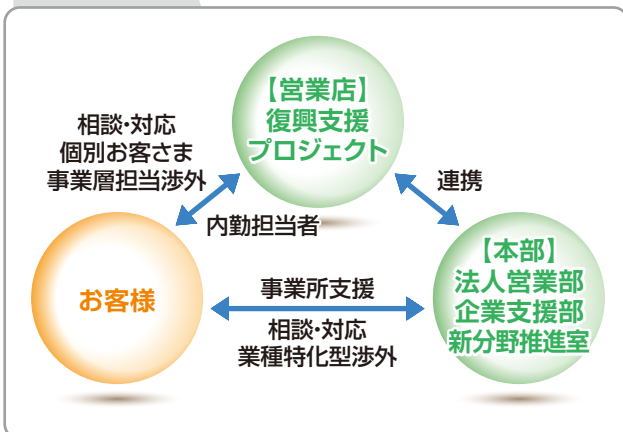 【営業店】
復興支援
プロジェクト
相談・対応
個別お客さま
事業層担当渉外
内勤担当者
連携
お客様
事業所支援
相談・対応
業種特化型渉外
【本部】
法人営業部
企業支援部
新分野推進室